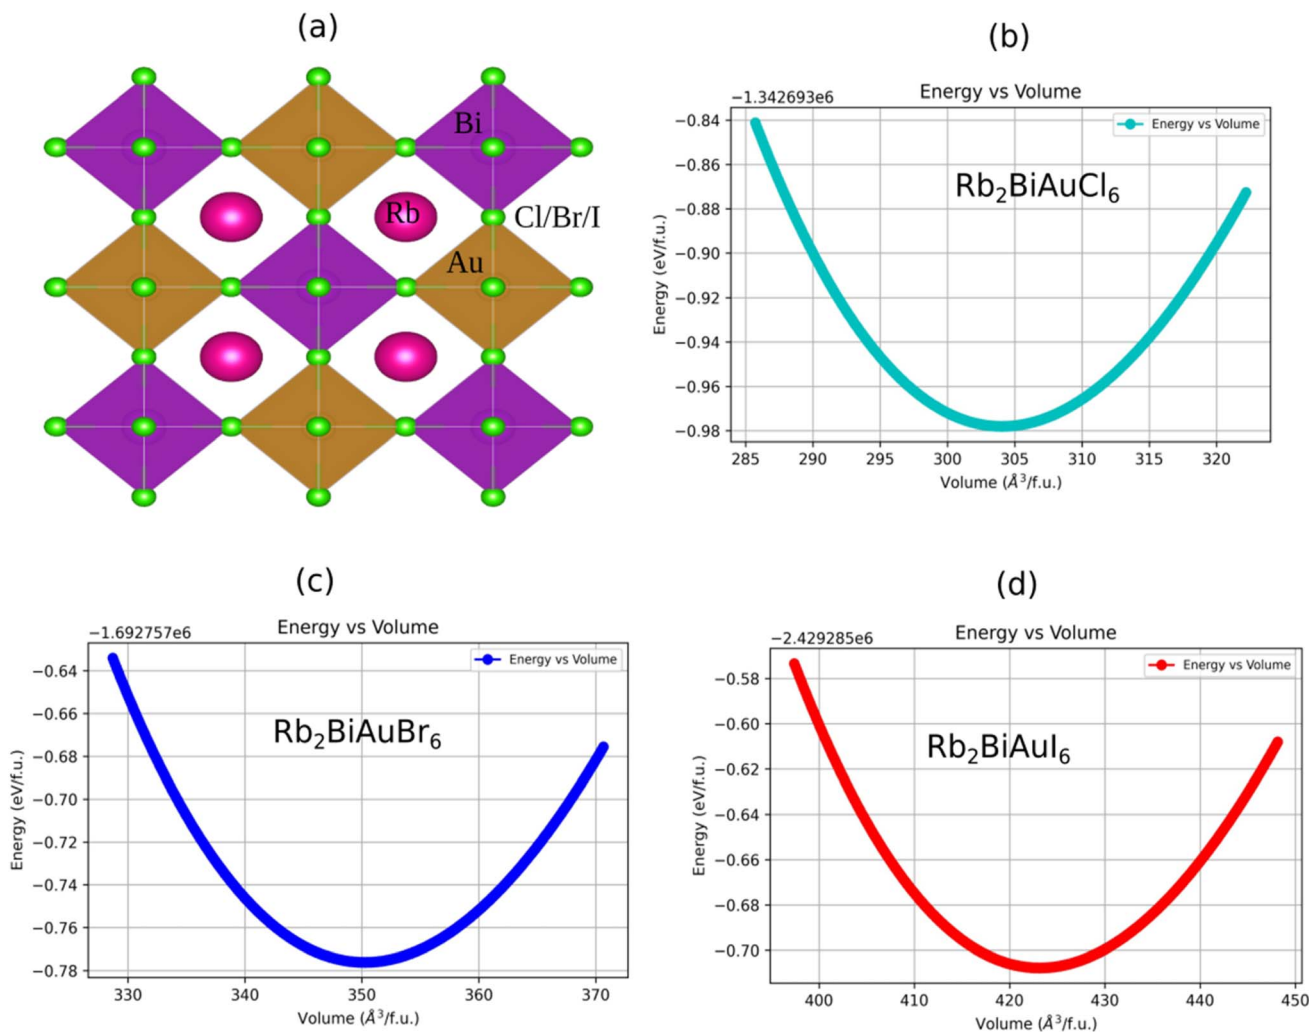 (a)
Bi
Rb
Cl/Br/I
Au
(b)
−1.342693e6
Energy vs Volume
Energy vs Volume
Rb₂BiAuCl₆
Energy (eV/f.u.)
−0.84
−0.86
−0.88
−0.90
−0.92
−0.94
−0.96
−0.98
285 290 295 300 305 310 315 320
Volume (Å³/f.u.)
(c)
−1.692757e6
Energy vs Volume
Energy vs Volume
Rb₂BiAuBr₆
Energy (eV/f.u.)
−0.64
−0.66
−0.68
−0.70
−0.72
−0.74
−0.76
−0.78
330 340 350 360 370
Volume (Å³/f.u.)
(d)
−2.429285e6
Energy vs Volume
Energy vs Volume
Rb₂BiAuI₆
Energy (eV/f.u.)
−0.58
−0.60
−0.62
−0.64
−0.66
−0.68
−0.70
400 410 420 430 440 450
Volume (Å³/f.u.)